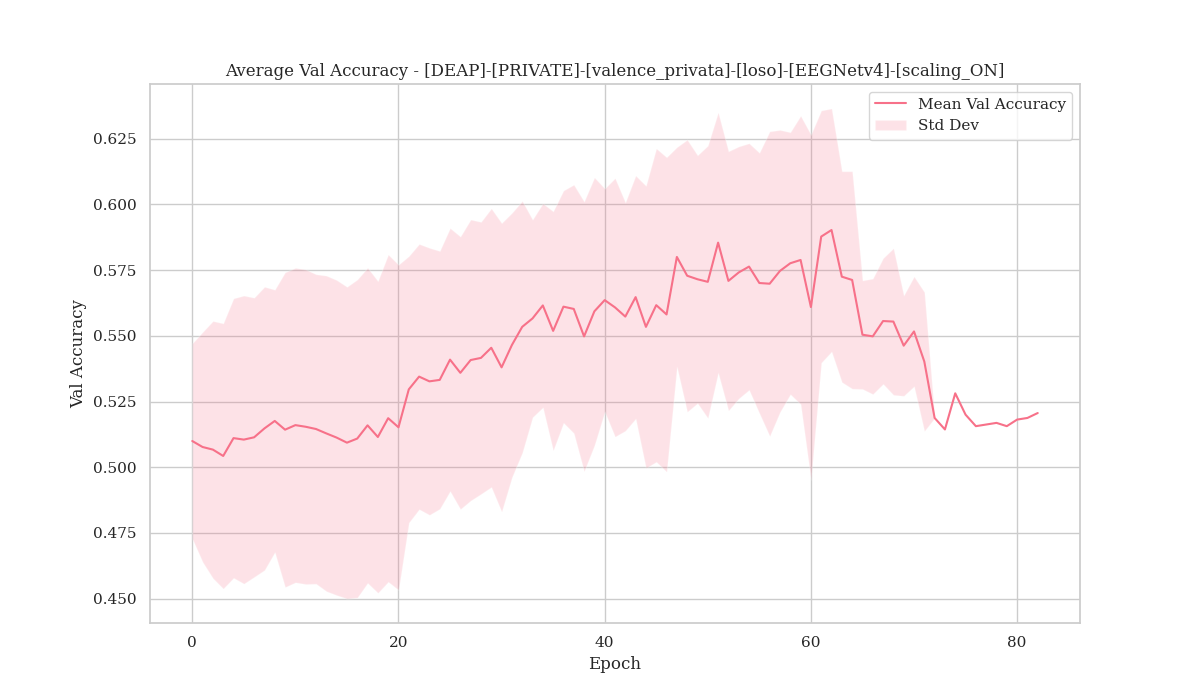 Average Val Accuracy - [DEAP]-[PRIVATE]-[valence_privata]-[loso]-[EEGNetv4]-[scaling_ON]
Mean Val Accuracy
Std Dev
0.625
0.600
0.575
0.550
0.525
0.500
0.475
0.450
Val Accuracy
0 20 40 60 80
Epoch